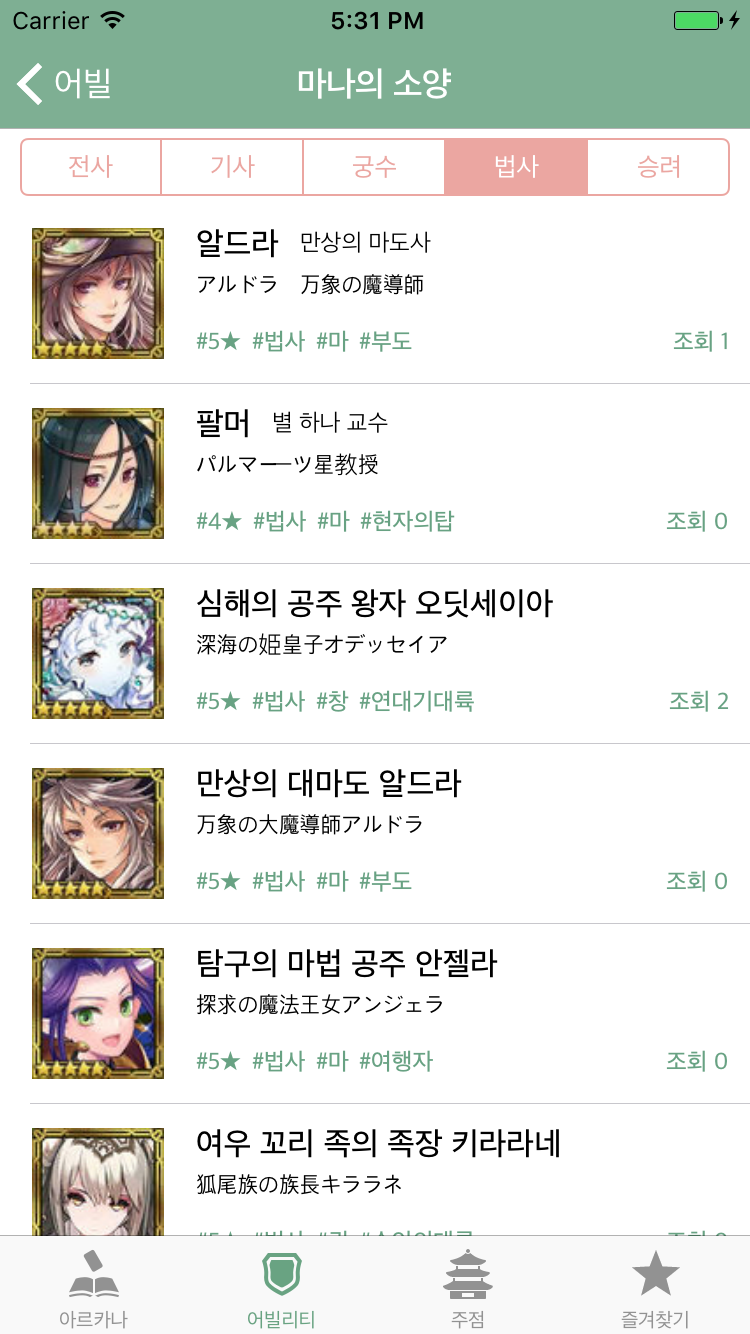 Carrier 5:31 PM
어빌 마나의 소양
전사 기사 궁수 법사 승려
알드라 만상의 마도사
アルドラ 万象の魔導師
#5★ #법사 #마 #부도 조회 1
팔머 별 하나 교수
パルマー一ツ星教授
#4★ #법사 #마 #현자의탑 조회 0
심해의 공주 왕자 오딧세이아
深海の姫皇子オデッセイア
#5★ #법사 #창 #연대기대륙 조회 2
만상의 대마도 알드라
万象の大魔導師アルドラ
#5★ #법사 #마 #부도 조회 0
탐구의 마법 공주 안젤라
探求の魔法王女アンジェラ
#5★ #법사 #마 #여행자 조회 0
여우 꼬리 족의 족장 키라라네
狐尾族の族長キララネ
아르카나 어빌리티 주점 즐겨찾기